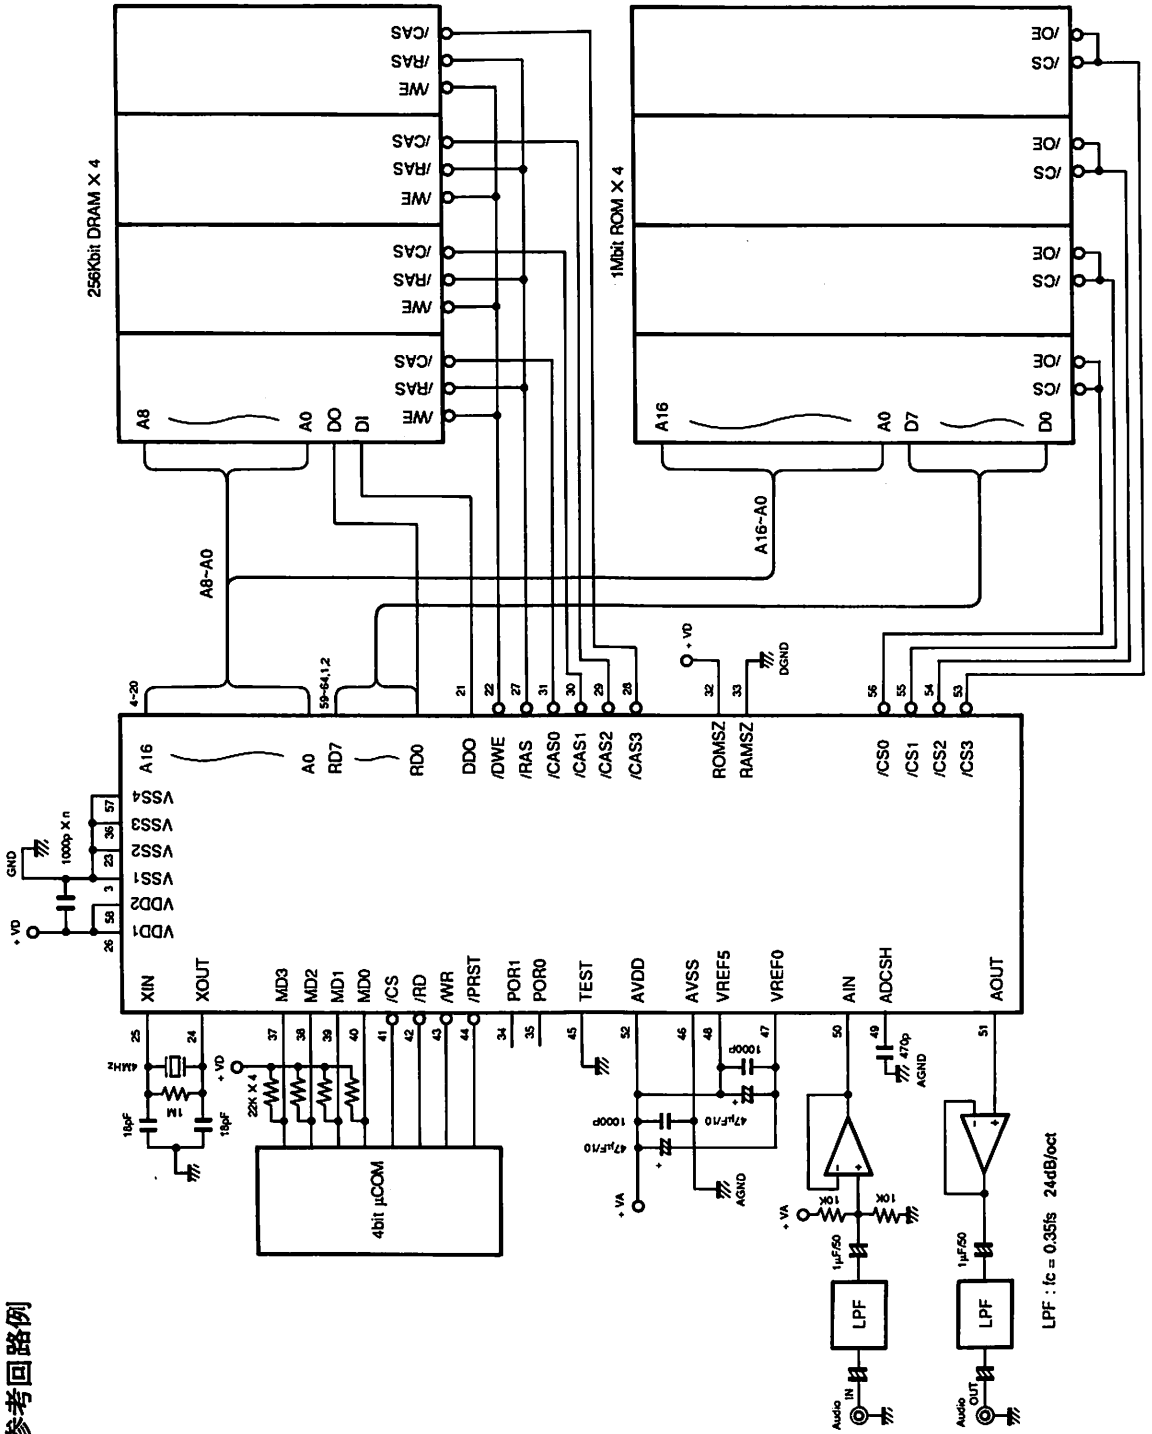 参考回路例
256Kbit DRAM X 4
/CAS
/RAS
/WE
/CAS
/RAS
/WE
/CAS
/RAS
/WE
/CAS
/RAS
/WE
A8
A0
DO
DI
1Mbit ROM X 4
/OE
/CS
/OE
/CS
/OE
/CS
/OE
/CS
A16
A0
D7
D0
A8~A0
A16~A0
4~20
59~64,1,2
21
22
27
31
30
29
28
32
33
56
55
54
53
+ VD
DGND
A16
A0
RD7
RD0
DDO
/DWE
/RAS
/CAS0
/CAS1
/CAS2
/CAS3
ROMSZ
RAMSZ
/CS0
/CS1
/CS2
/CS3
GND
+ VD
1000p X n
57
36
23
3
58
26
VSS4
VSS3
VSS2
VSS1
VDD2
VDD1
XIN
XOUT
MD3
MD2
MD1
MD0
/CS
/RD
/WR
/PRST
POR1
POR0
TEST
AVDD
AVSS
VREF5
VREF0
AIN
ADCSH
AOUT
25
24
37
38
39
40
41
42
43
44
34
35
45
52
46
48
47
50
49
51
4MHz
1M
18pF
18pF
+ VD
22K X 4
4bit µCOM
1000P
47µF/10
1000P
47µF/10
+ VA
AGND
470p
AGND
+ VA
10K
10K
1µF/50
LPF
Audio IN
1µF/50
LPF
Audio OUT
LPF : fc = 0.35fs 24dB/oct